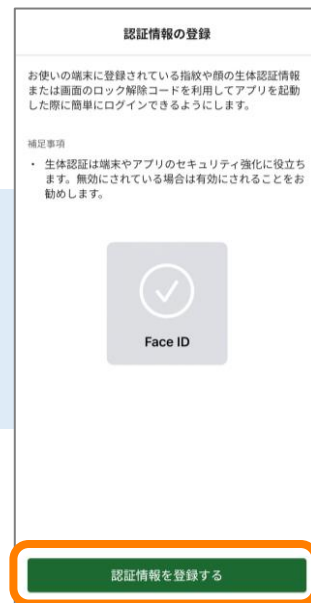 認証情報の登録
お使いの端末に登録されている指紋や顔の生体認証情報
または画面のロック解除コードを利用してアプリを起動
した際に簡単にログインできるようにします。
補足事項
・ 生体認証は端末やアプリのセキュリティ強化に役立ち
ます。無効にされている場合は有効にされることをお
勧めします。
Face ID
認証情報を登録する